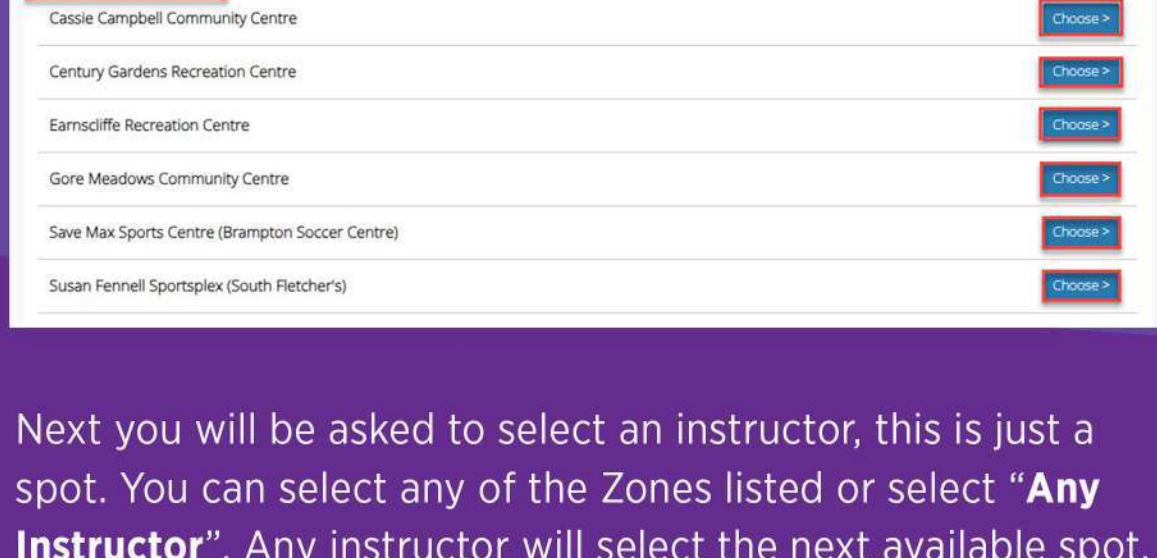 Cassie Campbell Community Centre Choose >
Century Gardens Recreation Centre Choose >
Earnscliffe Recreation Centre Choose >
Gore Meadows Community Centre Choose >
Save Max Sports Centre (Brampton Soccer Centre) Choose >
Susan Fennell Sportsplex (South Fletcher's) Choose >
Next you will be asked to select an instructor, this is just a
spot. You can select any of the Zones listed or select “Any
Instructor”. Any instructor will select the next available spot.